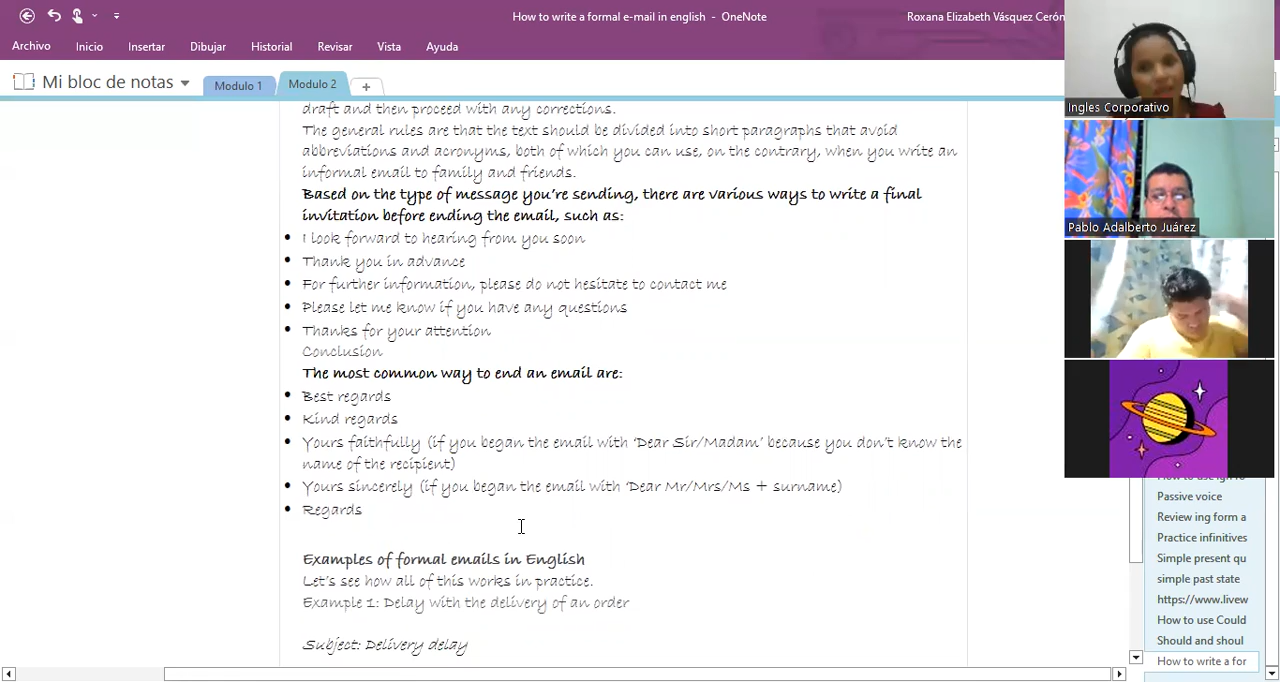 How to write a formal e-mail in english - OneNote
Roxana Elizabeth Vásquez Cerón
Archivo Inicio Insertar Dibujar Historial Revisar Vista Ayuda
Mi bloc de notas Modulo 1 Modulo 2 +
draft and then proceed with any corrections.
The general rules are that the text should be divided into short paragraphs that avoid
abbreviations and acronyms, both of which you can use, on the contrary, when you write an
informal email to family and friends.
Based on the type of message you're sending, there are various ways to write a final
invitation before ending the email, such as:
• I look forward to hearing from you soon
• Thank you in advance
• For further information, please do not hesitate to contact me
• Please let me know if you have any questions
• Thanks for your attention
Conclusion
The most common way to end an email are:
• Best regards
• Kind regards
• Yours faithfully (if you began the email with 'Dear Sir/Madam' because you don't know the
name of the recipient)
• Yours sincerely (if you began the email with 'Dear Mr/Mrs/Ms + surname)
• Regards
Examples of formal emails in English
Let's see how all of this works in practice.
Example 1: Delay with the delivery of an order
Subject: Delivery delay
Ingles Corporativo
Pablo Adalberto Juárez
Passive voice
Review ing form a
Practice infinitives
Simple present qu
simple past state
https://www.livew
How to use Could
Should and shoul
How to write a for